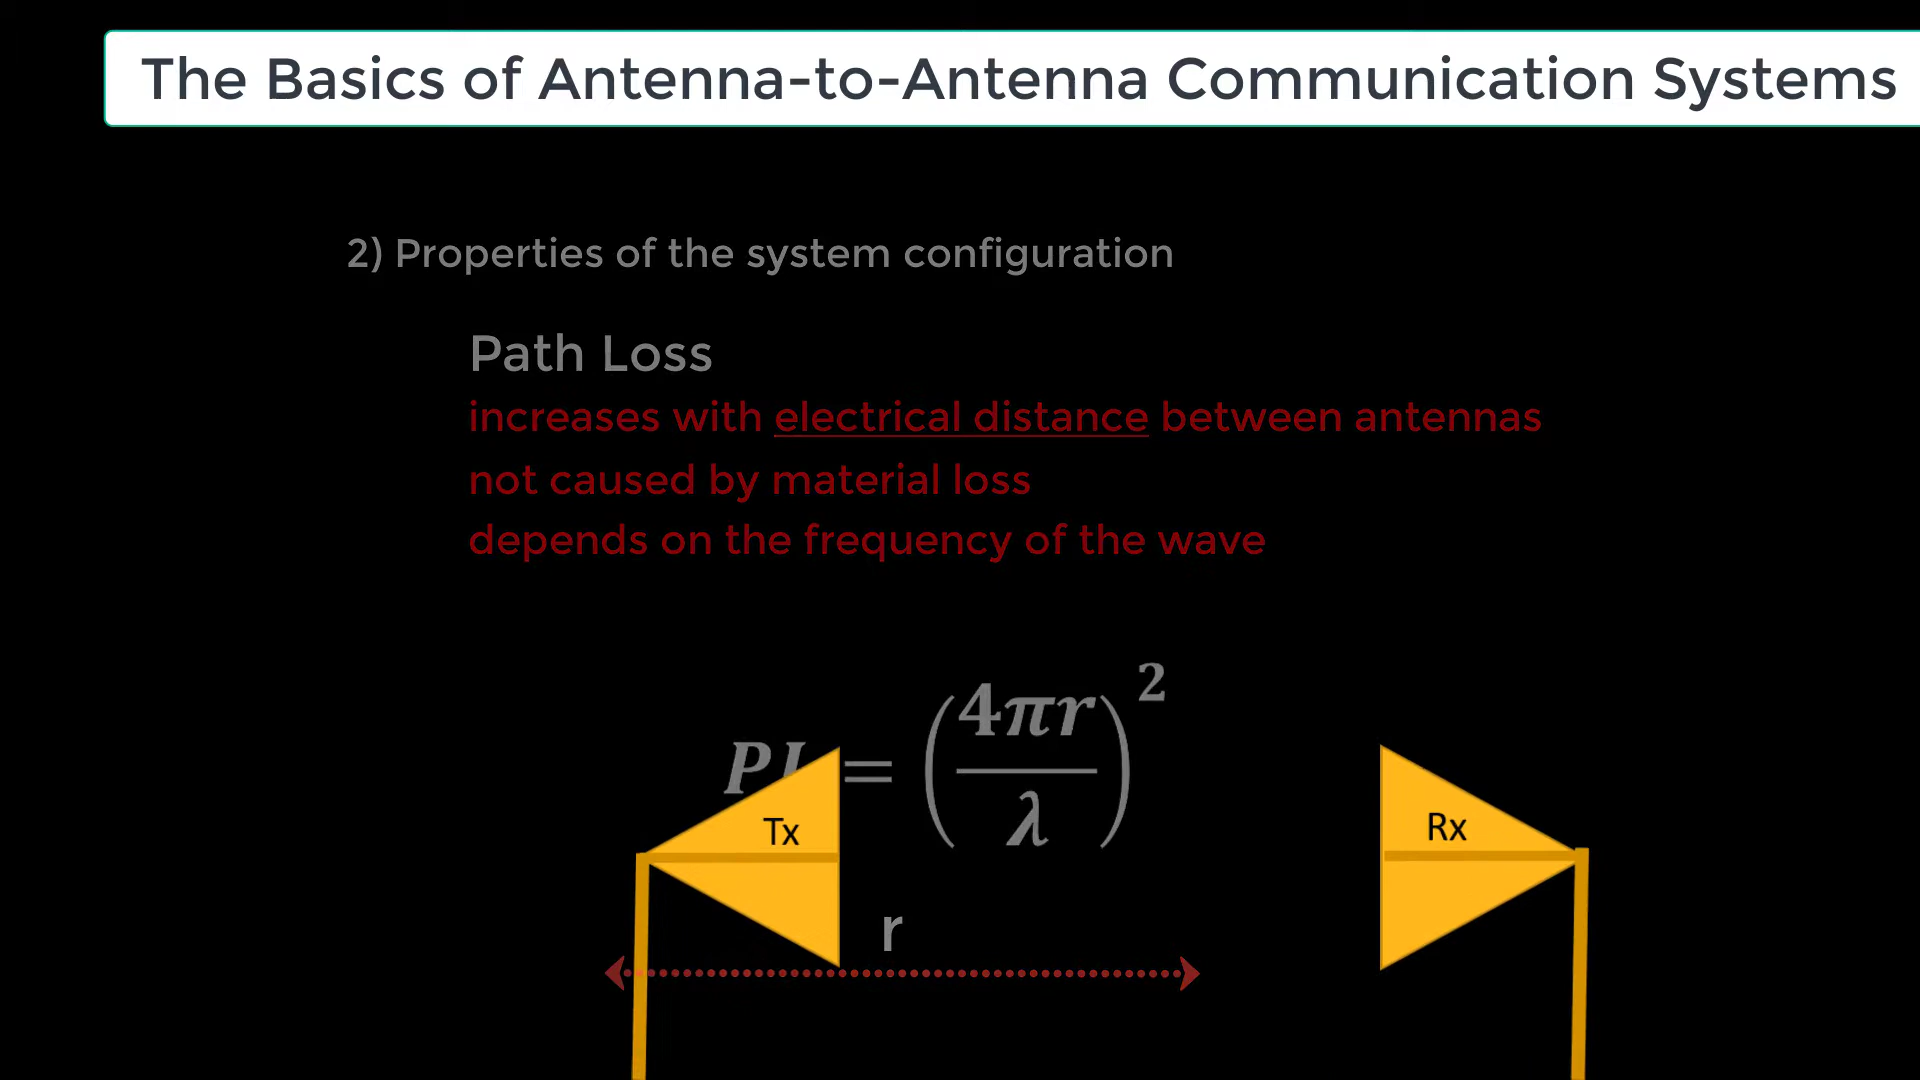 The Basics of Antenna-to-Antenna Communication Systems
2) Properties of the system configuration
Path Loss
increases with electrical distance between antennas
not caused by material loss
depends on the frequency of the wave
= (4πr/λ)²
Tx
Rx
r